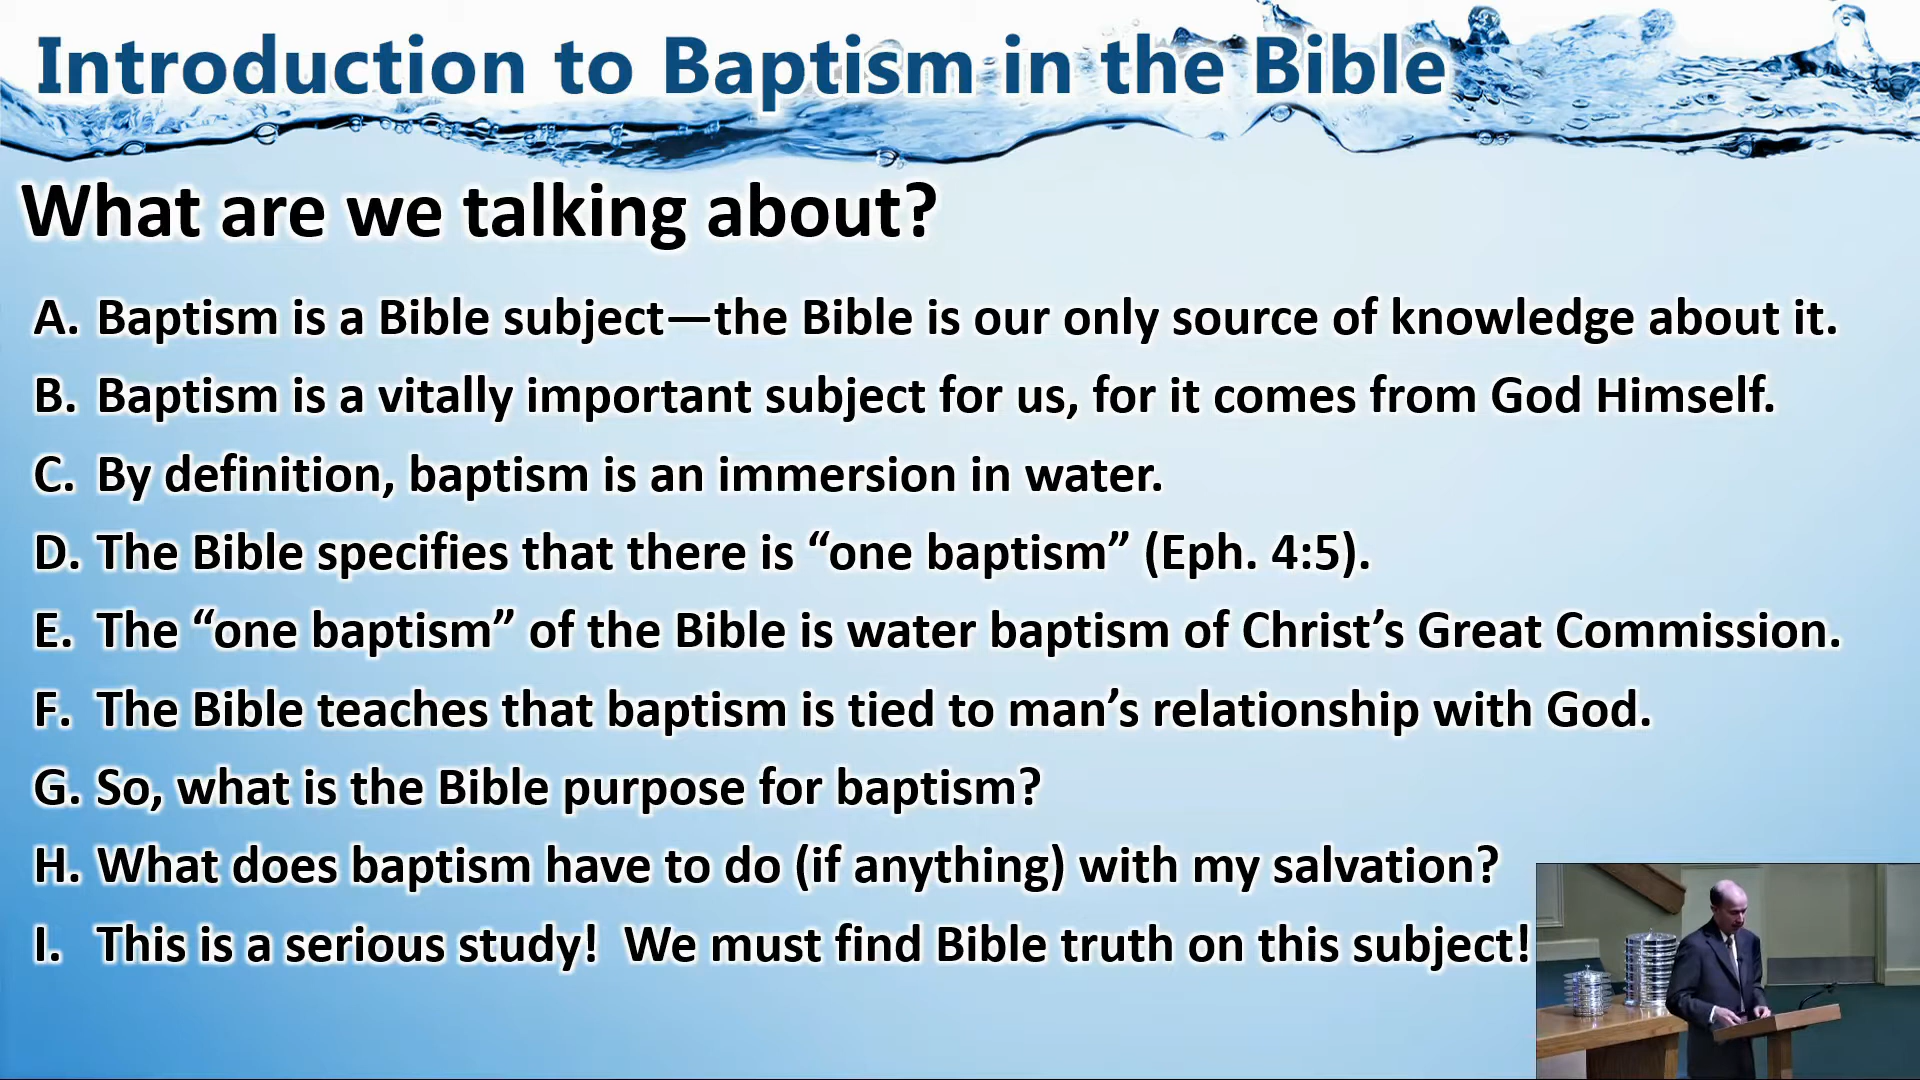 Introduction to Baptism in the Bible
What are we talking about?
A. Baptism is a Bible subject—the Bible is our only source of knowledge about it.
B. Baptism is a vitally important subject for us, for it comes from God Himself.
C. By definition, baptism is an immersion in water.
D. The Bible specifies that there is “one baptism” (Eph. 4:5).
E. The “one baptism” of the Bible is water baptism of Christ’s Great Commission.
F. The Bible teaches that baptism is tied to man’s relationship with God.
G. So, what is the Bible purpose for baptism?
H. What does baptism have to do (if anything) with my salvation?
I. This is a serious study!  We must find Bible truth on this subject!